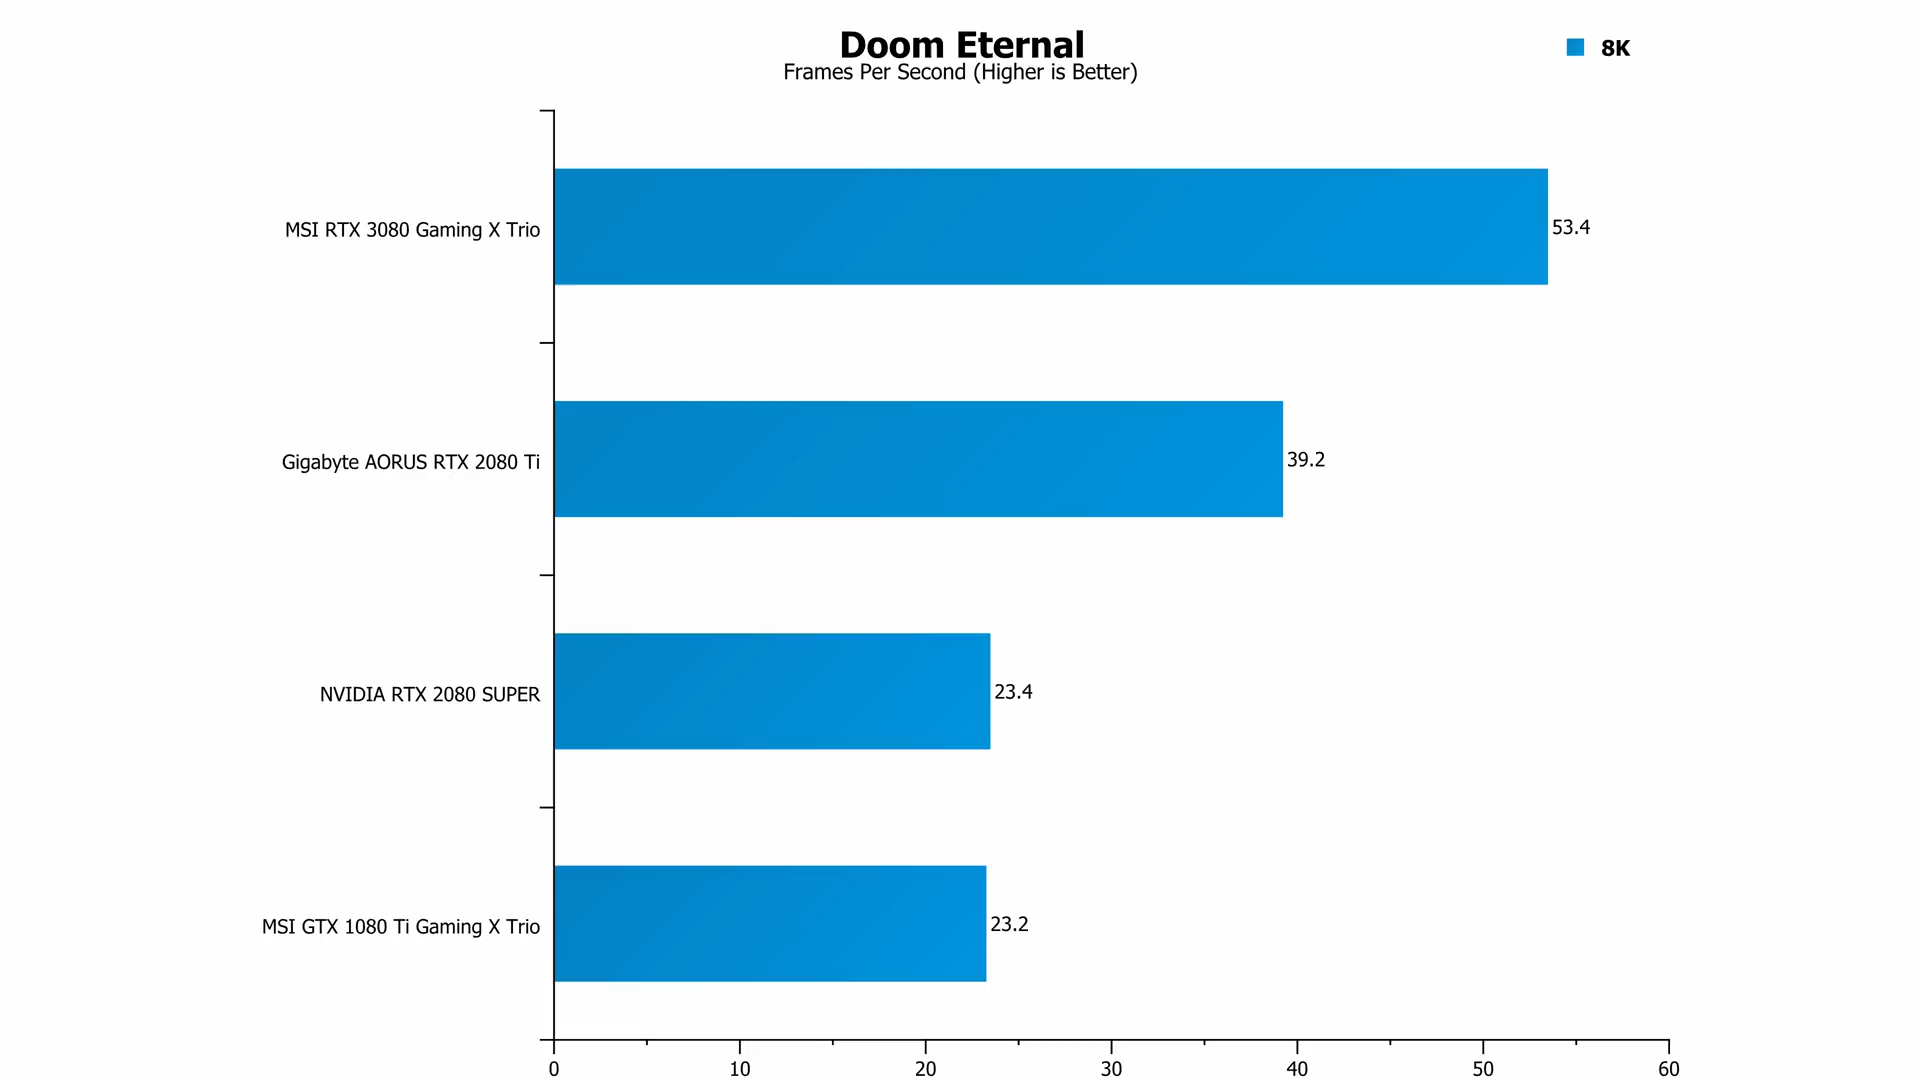 Doom Eternal
Frames Per Second (Higher is Better)
8K
MSI RTX 3080 Gaming X Trio
53.4
Gigabyte AORUS RTX 2080 Ti
39.2
NVIDIA RTX 2080 SUPER
23.4
MSI GTX 1080 Ti Gaming X Trio
23.2
0 10 20 30 40 50 60